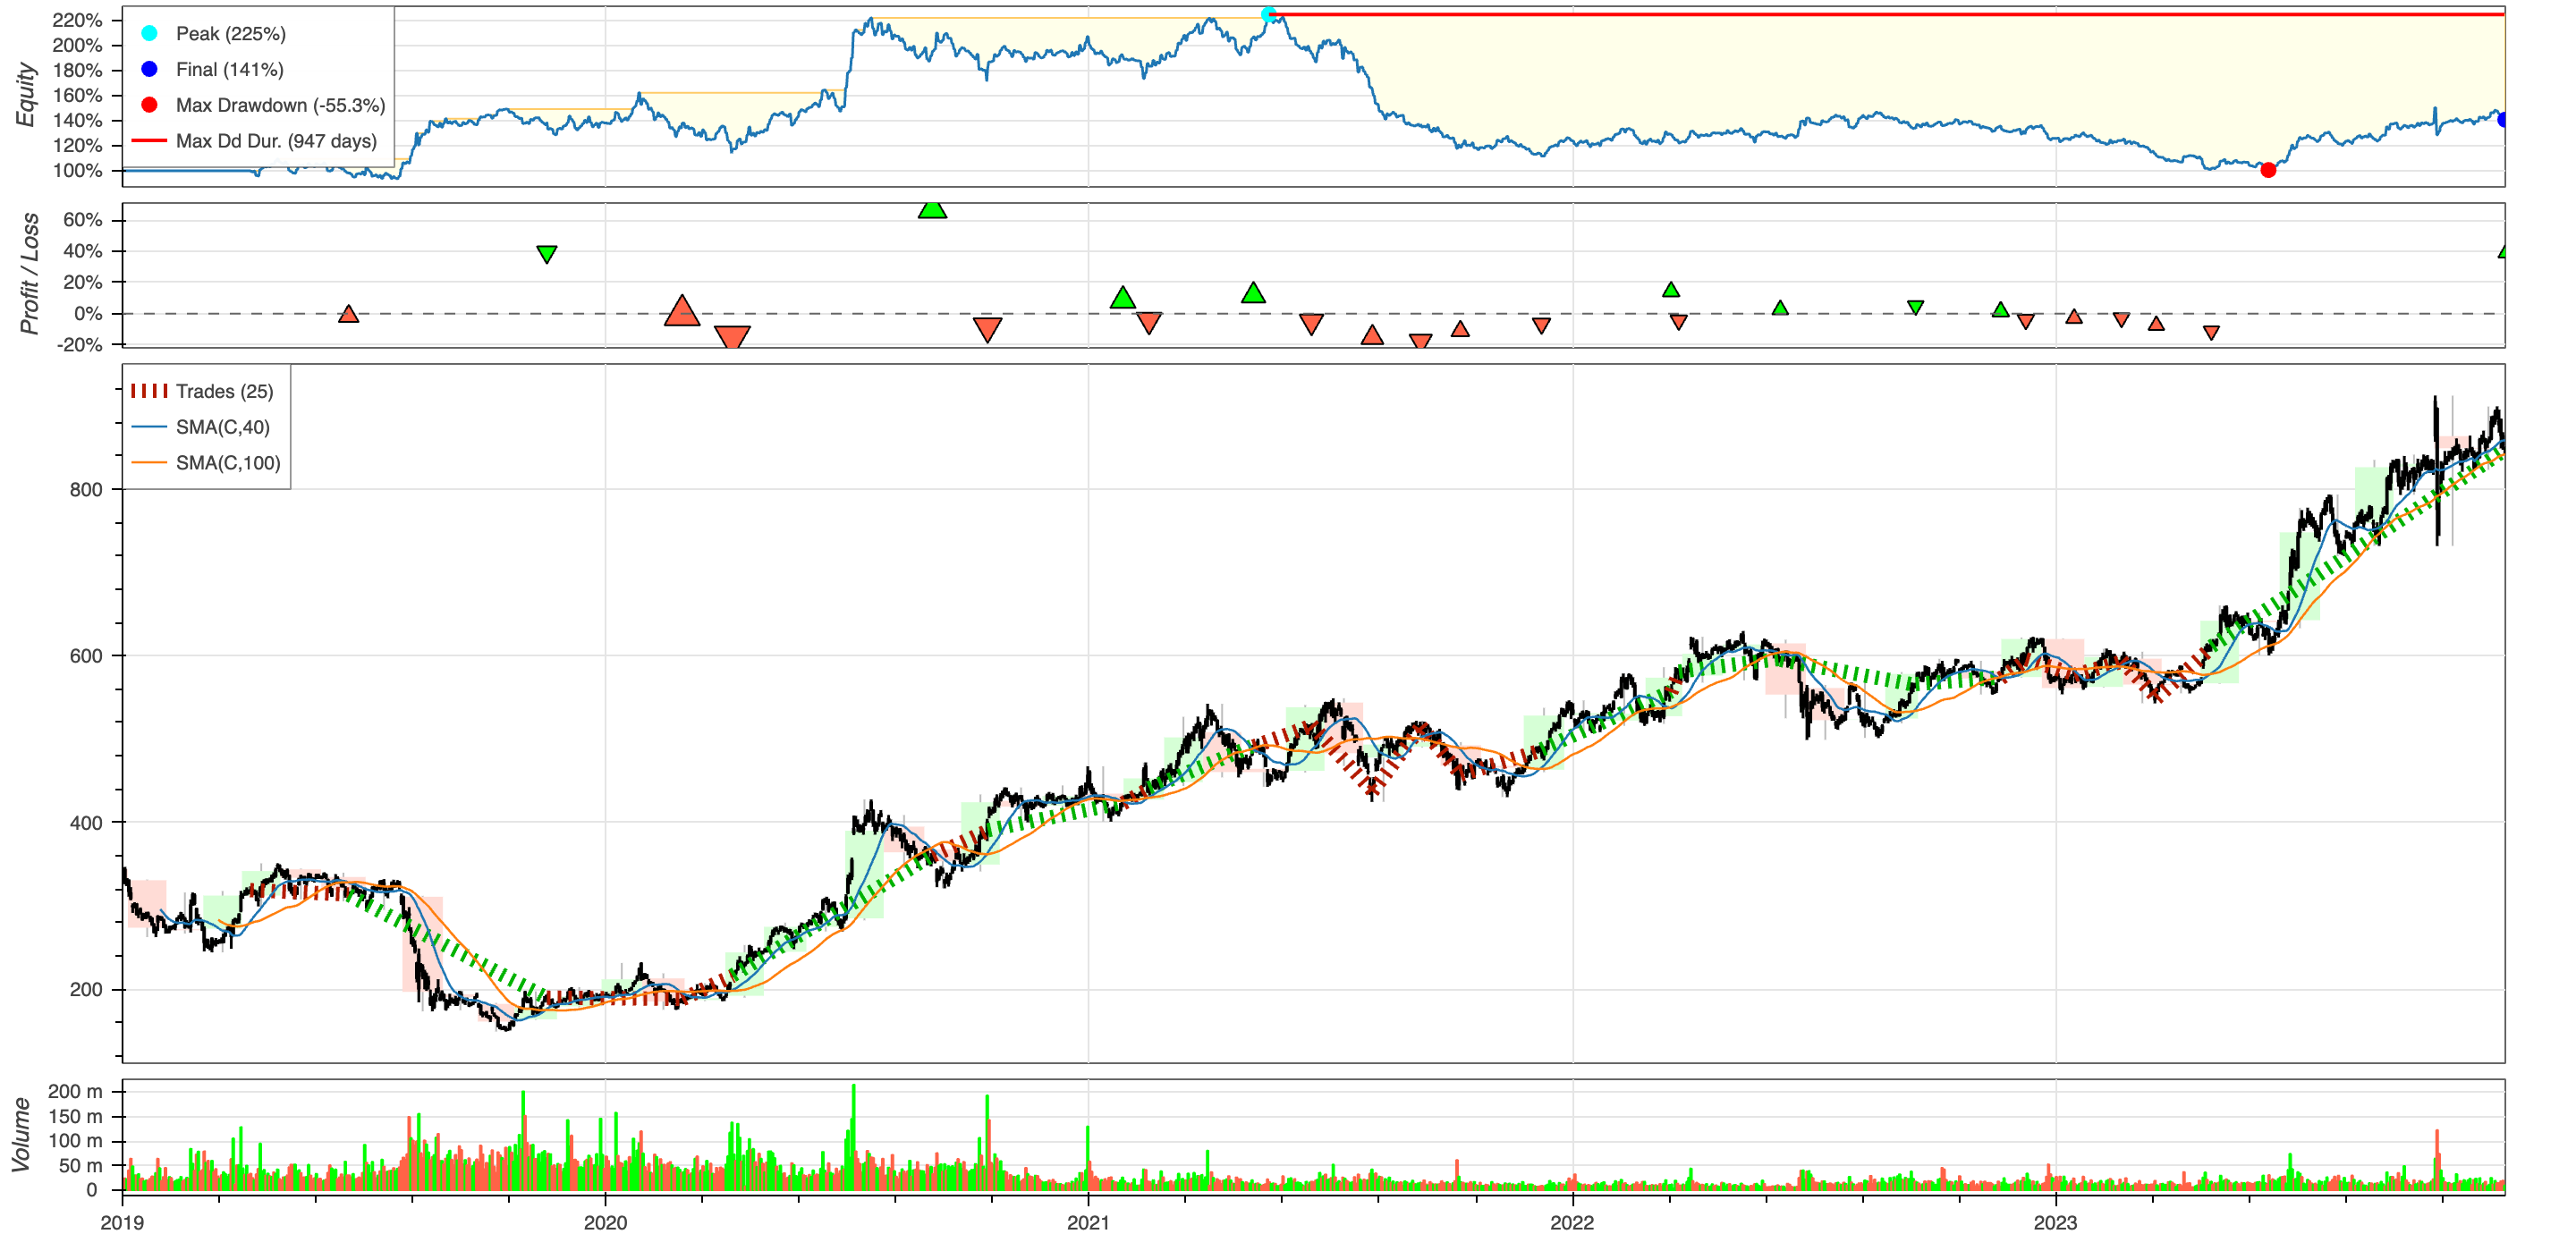 Equity
220%
200%
180%
160%
140%
120%
100%
Peak (225%)
Final (141%)
Max Drawdown (-55.3%)
Max Dd Dur. (947 days)
Profit / Loss
60%
40%
20%
0%
-20%
Trades (25)
SMA(C,40)
SMA(C,100)
800
600
400
200
Volume
200 m
150 m
100 m
50 m
0
2019 2020 2021 2022 2023